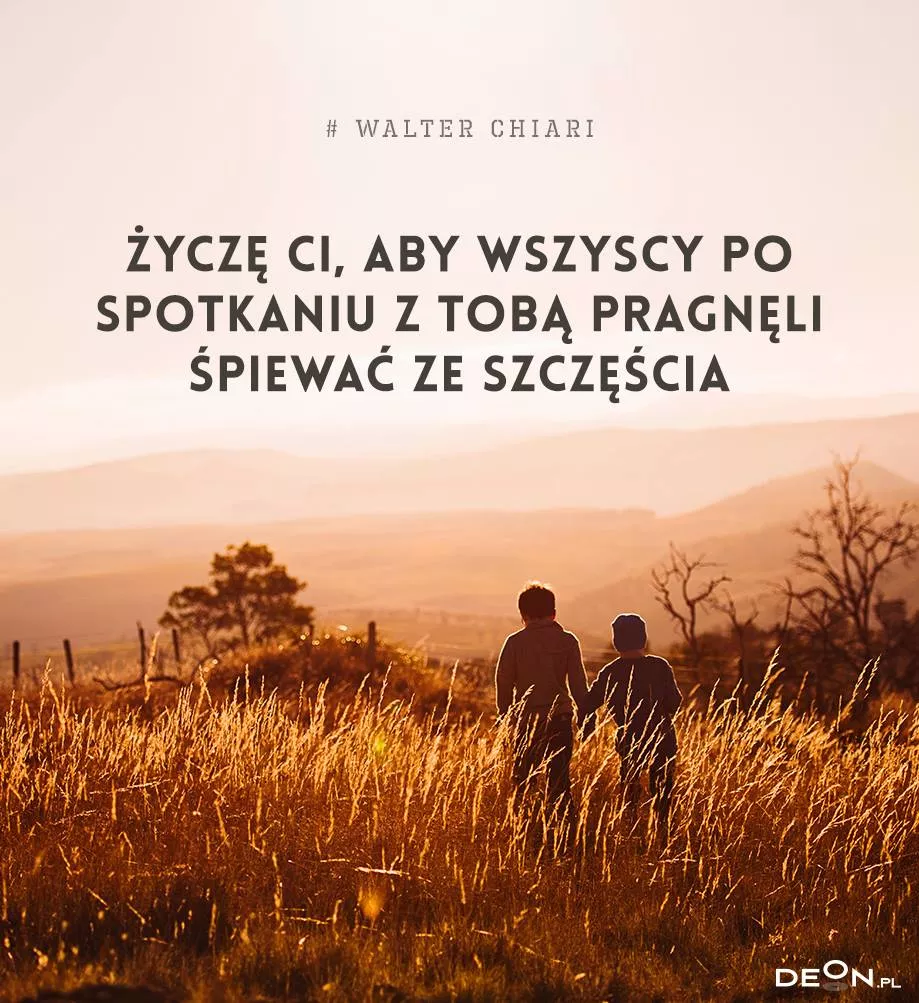 # WALTER CHIARI
ŻYCZĘ CI, ABY WSZYSCY PO
SPOTKANIU Z TOBĄ PRAGNĘLI
ŚPIEWAĆ ZE SZCZĘŚCIA
DEON.PL